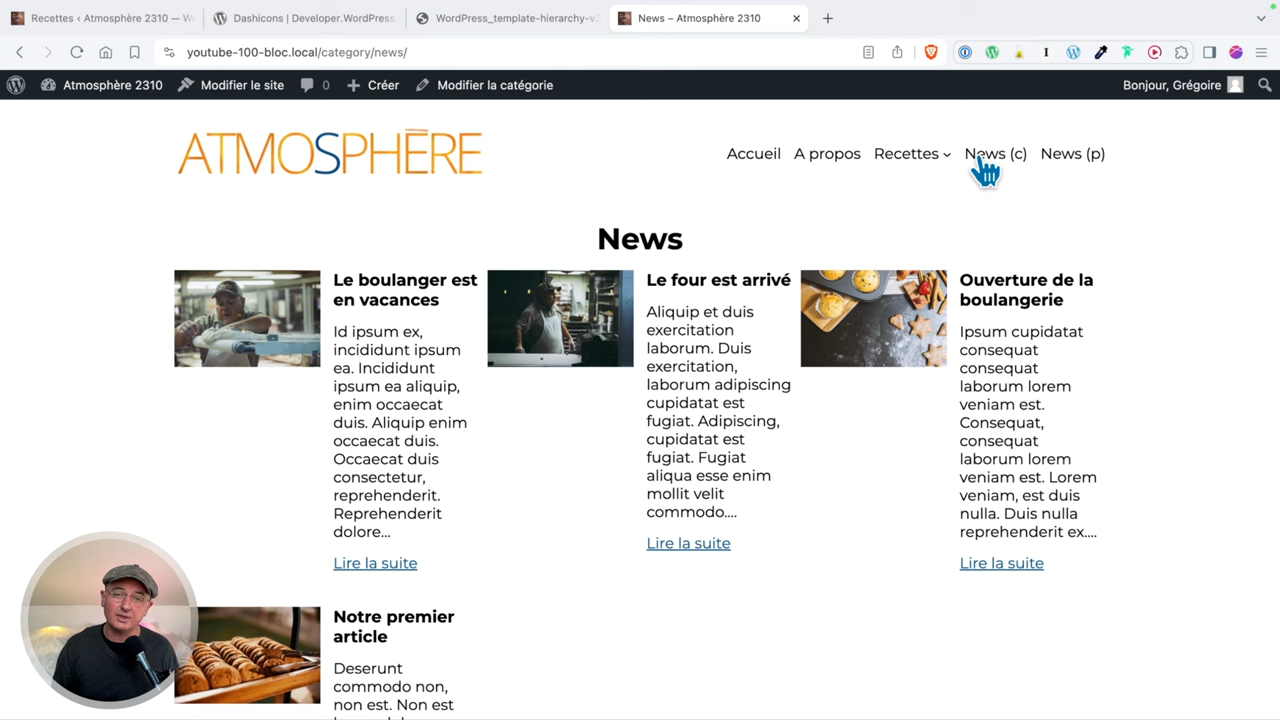 Recettes ‹ Atmosphère 2310 — W
Dashicons | Developer.WordPress.
WordPress_template-hierarchy-v
News – Atmosphère 2310
youtube-100-bloc.local/category/news/
Atmosphère 2310
Modifier le site
0
Créer
Modifier la catégorie
Bonjour, Grégoire
ATMOSPHÈRE
Accueil
A propos
Recettes
News (c)
News (p)
News
Le boulanger est
en vacances
Id ipsum ex,
incididunt ipsum
ea. Incididunt
ipsum ea aliquip,
enim occaecat
duis. Aliquip enim
occaecat duis.
Occaecat duis
consectetur,
reprehenderit.
Reprehenderit
dolore…
Lire la suite
Le four est arrivé
Aliquip et duis
exercitation
laborum. Duis
exercitation,
laborum adipiscing
cupidatat est
fugiat. Adipiscing,
cupidatat est
fugiat. Fugiat
aliqua esse enim
mollit velit
commodo.…
Lire la suite
Ouverture de la
boulangerie
Ipsum cupidatat
consequat
consequat
laborum lorem
veniam est.
Consequat,
consequat
laborum lorem
veniam est. Lorem
veniam, est duis
nulla. Duis nulla
reprehenderit ex.…
Lire la suite
Notre premier
article
Deserunt
commodo non,
non est. Non est